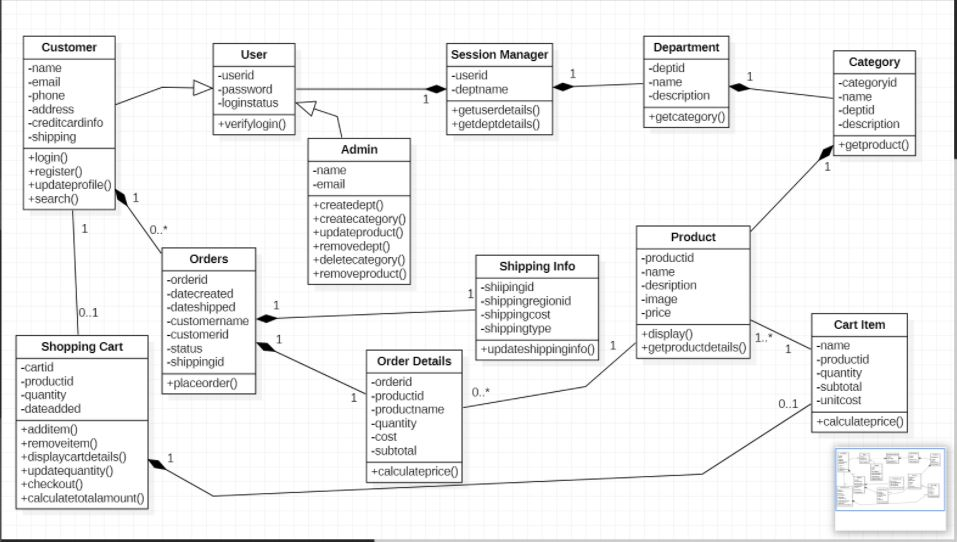 Customer
-name
-email
-phone
-address
-creditcardinfo
-shipping
+login()
+register()
+updateprofile()
+search()
User
-userid
-password
-loginstatus
+verifylogin()
Session Manager
-userid
-deptname
+getuserdetails()
+getdeptdetails()
Department
-deptid
-name
-description
+getcategory()
Category
-categoryid
-name
-deptid
-description
+getproduct()
1
1
1
1
Admin
-name
-email
+createdept()
+createcategory()
+updateproduct()
+removedept()
+deletecategory()
+removeproduct()
1
0..*
1
0..1
Orders
-orderid
-datecreated
-dateshipped
-customername
-customerid
-status
-shippingid
+placeorder()
1
1
Shipping Info
-shiipingid
-shippingregionid
-shippingcost
-shippingtype
+updateshippinginfo()
Product
-productid
-name
-desription
-image
-price
+display()
+getproductdetails()
1
1
Order Details
-orderid
-productid
-productname
-quantity
-cost
-subtotal
+calculateprice()
0..*
1
1..*
1
Cart Item
-name
-productid
-quantity
-subtotal
-unitcost
+calculateprice()
0..1
1
Shopping Cart
-cartid
-productid
-quantity
-dateadded
+additem()
+removeitem()
+displaycartdetails()
+updatequantity()
+checkout()
+calculatetotalamount()